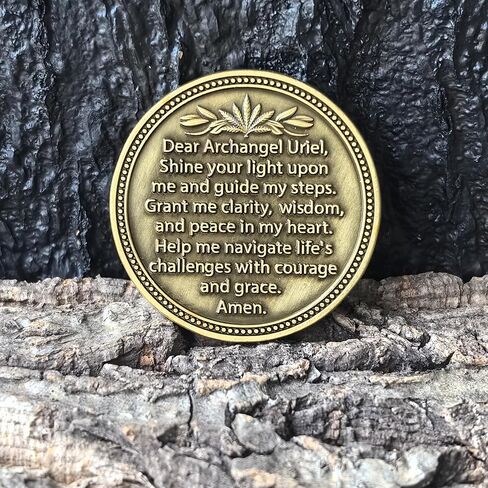 Dear Archangel Uriel,
Shine your light upon
me and guide my steps.
Grant me clarity, wisdom,
and peace in my heart.
Help me navigate life's
challenges with courage
and grace.
Amen.